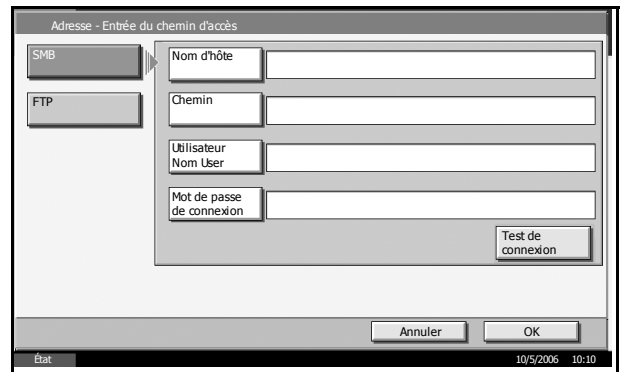 Adresse - Entrée du chemin d'accès
SMB
Nom d'hôte
FTP
Chemin
Utilisateur
Nom User
Mot de passe
de connexion
Test de
connexion
Annuler
OK
État
10/5/2006 10:10